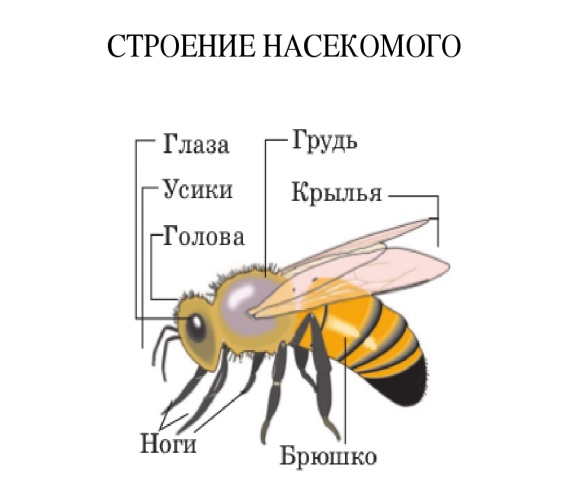 СТРОЕНИЕ НАСЕКОМОГО
Глаза
Грудь
Усики
Крылья
Голова
Ноги
Брюшко